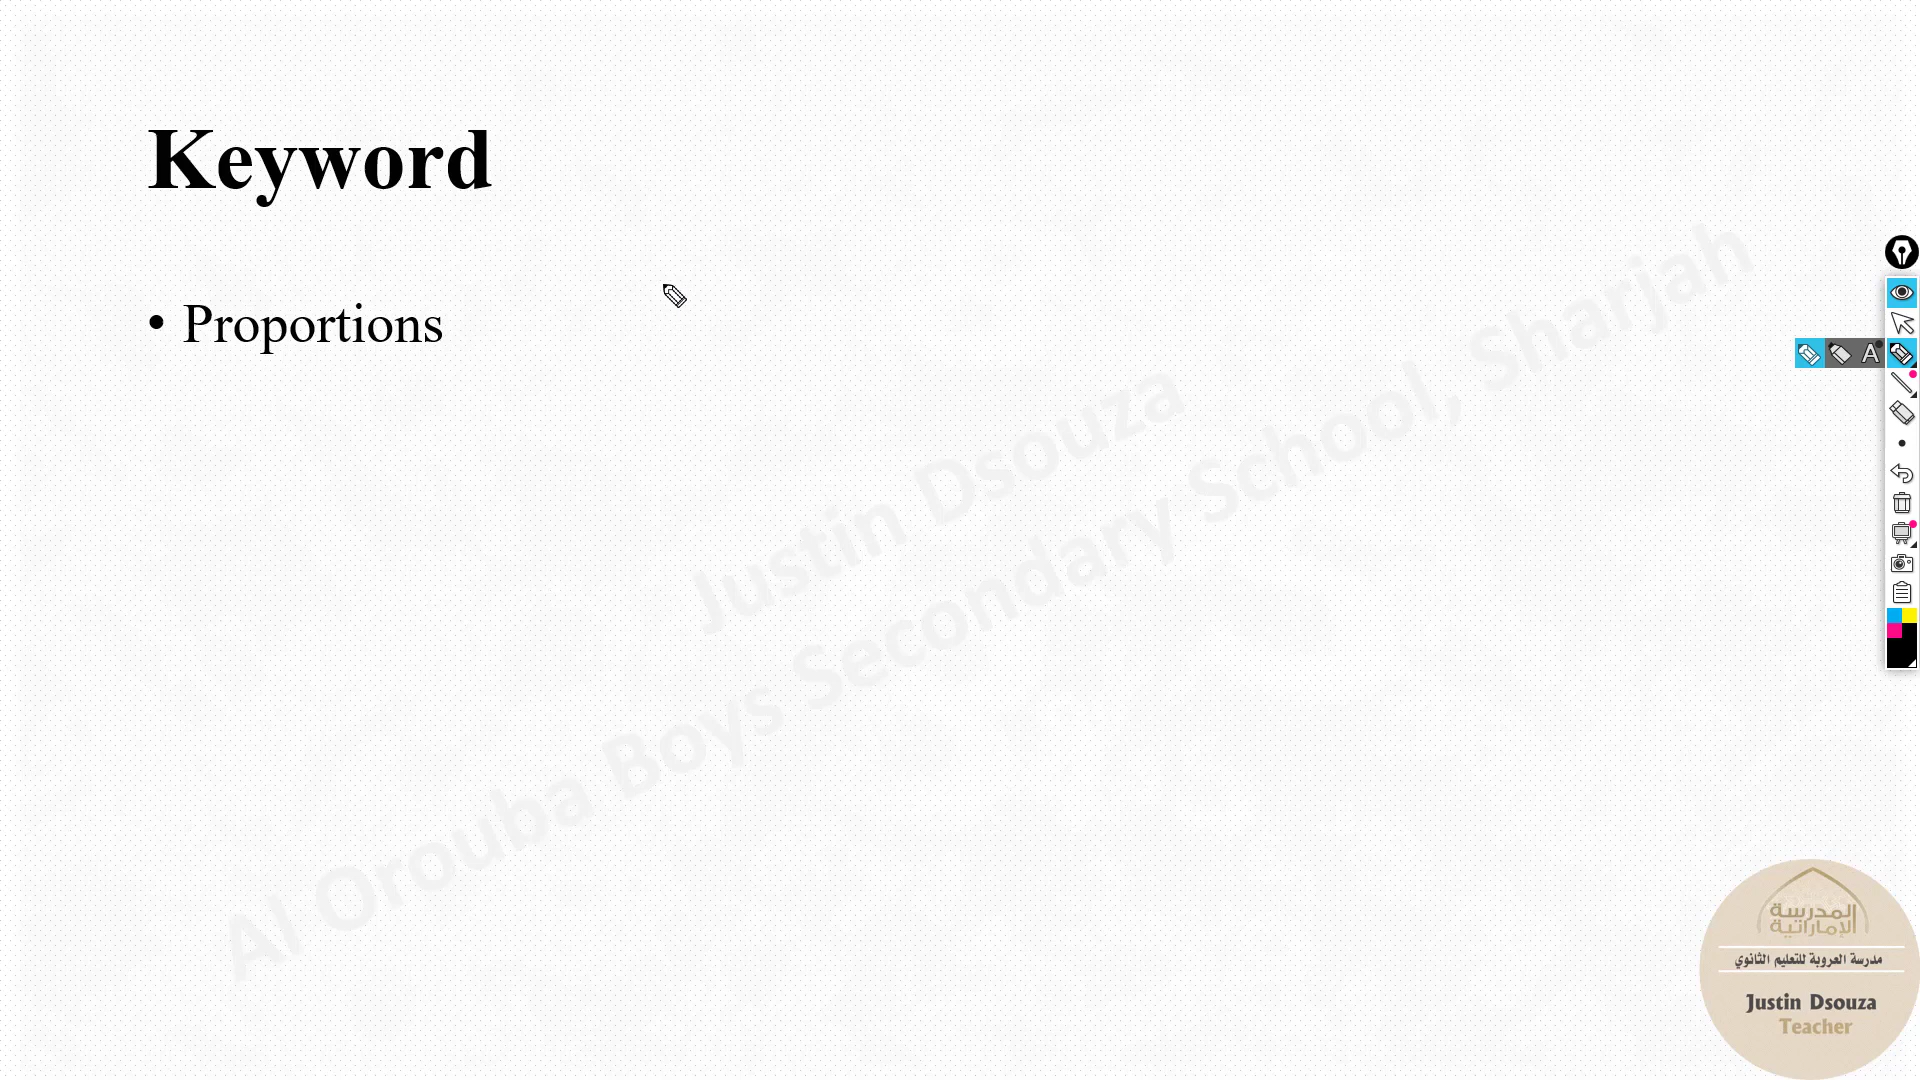 Keyword
• Proportions
Justin Dsouza
Al Orouba Boys Secondary School, Sharjah
A
المدرسة
الإماراتية
مدرسة العروبة للتعليم الثانوي
Justin Dsouza
Teacher